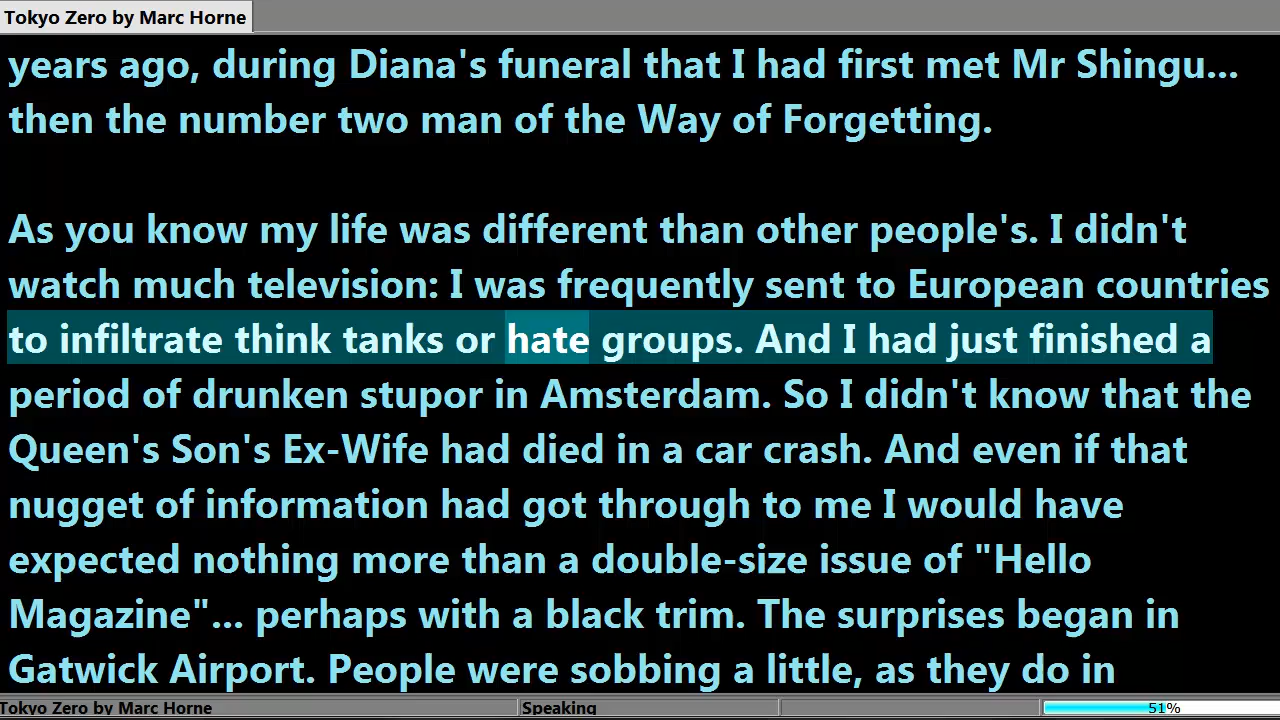 Tokyo Zero by Marc Horne
years ago, during Diana's funeral that I had first met Mr Shingu...
then the number two man of the Way of Forgetting.
As you know my life was different than other people's. I didn't
watch much television: I was frequently sent to European countries
to infiltrate think tanks or hate groups. And I had just finished a
period of drunken stupor in Amsterdam. So I didn't know that the
Queen's Son's Ex-Wife had died in a car crash. And even if that
nugget of information had got through to me I would have
expected nothing more than a double-size issue of "Hello
Magazine"... perhaps with a black trim. The surprises began in
Gatwick Airport. People were sobbing a little, as they do in
Tokyo Zero by Marc Horne Speaking 51%